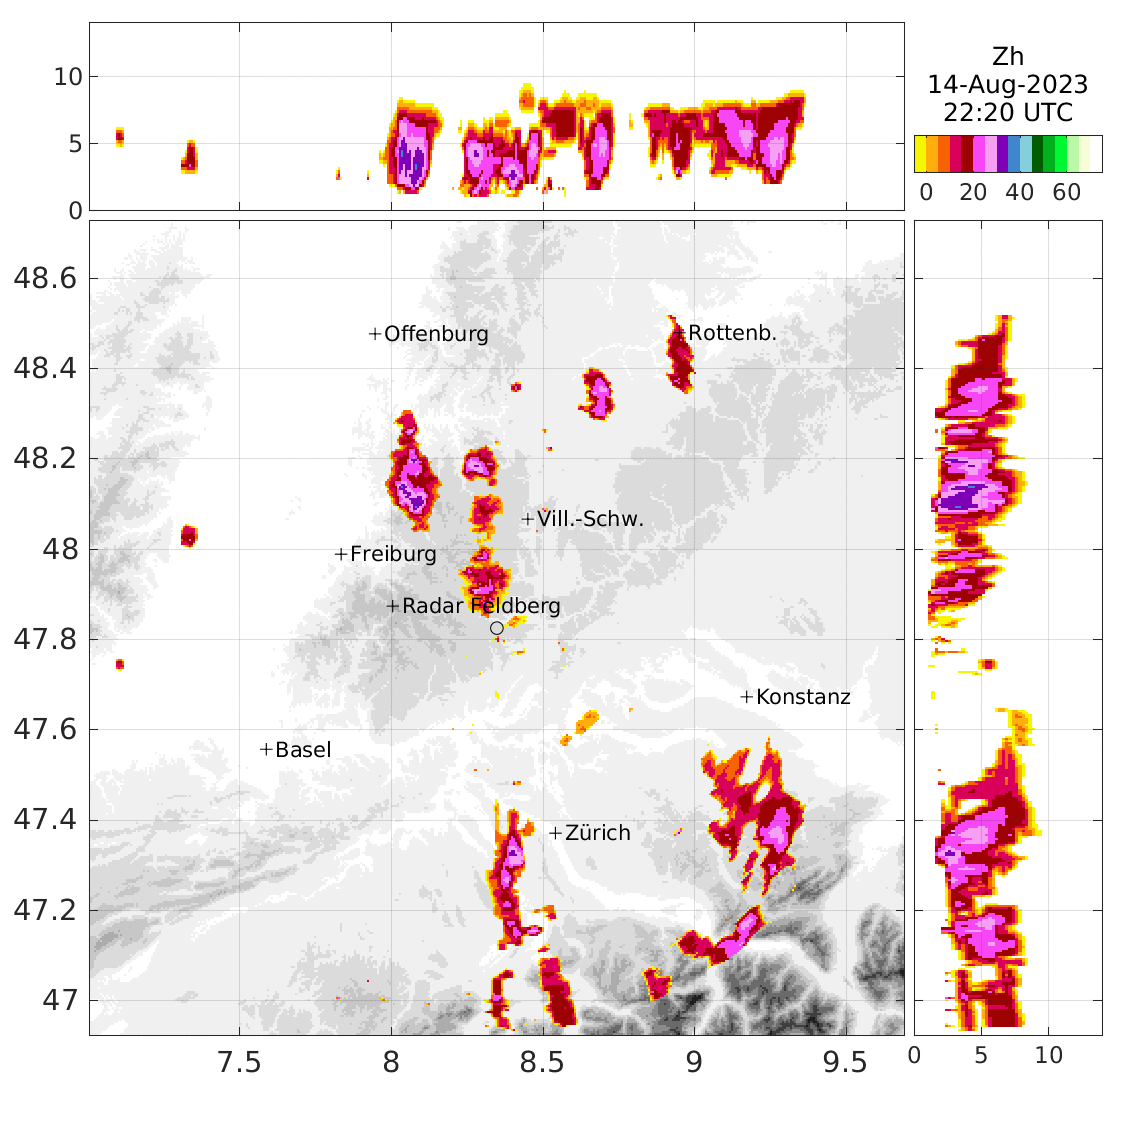 Zh
14-Aug-2023
22:20 UTC
0 20 40 60
10
5
0
48.6
48.4
48.2
48
47.8
47.6
47.4
47.2
47
+Offenburg
+Rottenb.
+Vill.-Schw.
+Freiburg
+Radar Feldberg
+Konstanz
+Basel
+Zürich
7.5 8 8.5 9 9.5
0 5 10